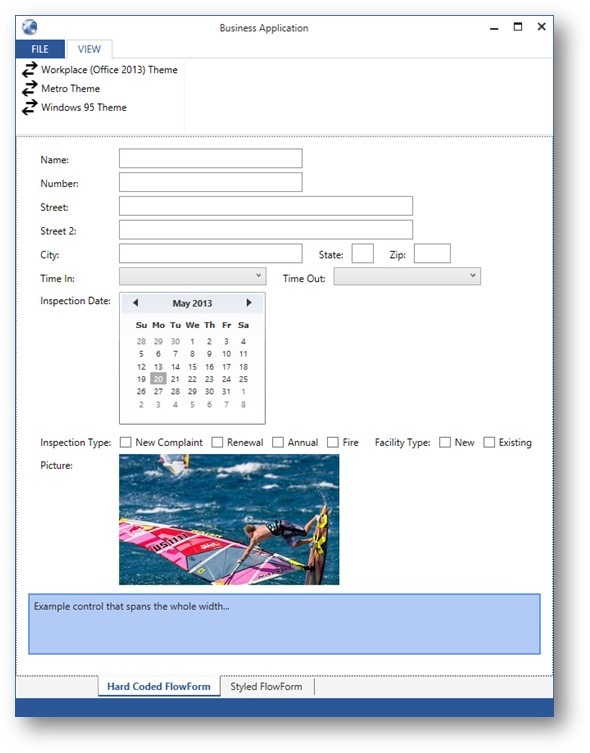 Business Application
FILE VIEW
Workplace (Office 2013) Theme
Metro Theme
Windows 95 Theme
Name:
Number:
Street:
Street 2:
City: State: Zip:
Time In: Time Out:
Inspection Date:
May 2013
Su Mo Tu We Th Fr Sa
28 29 30 1 2 3 4
5 6 7 8 9 10 11
12 13 14 15 16 17 18
19 20 21 22 23 24 25
26 27 28 29 30 31 1
2 3 4 5 6 7 8
Inspection Type: New Complaint Renewal Annual Fire Facility Type: New Existing
Picture:
Example control that spans the whole width...
Hard Coded FlowForm Styled FlowForm